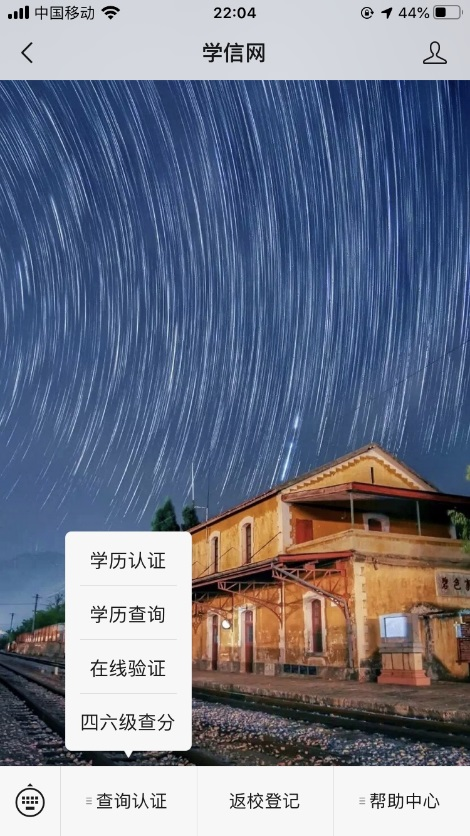 中国移动
22:04
44%
学信网
学历认证
学历查询
在线验证
四六级查分
查询认证
返校登记
帮助中心